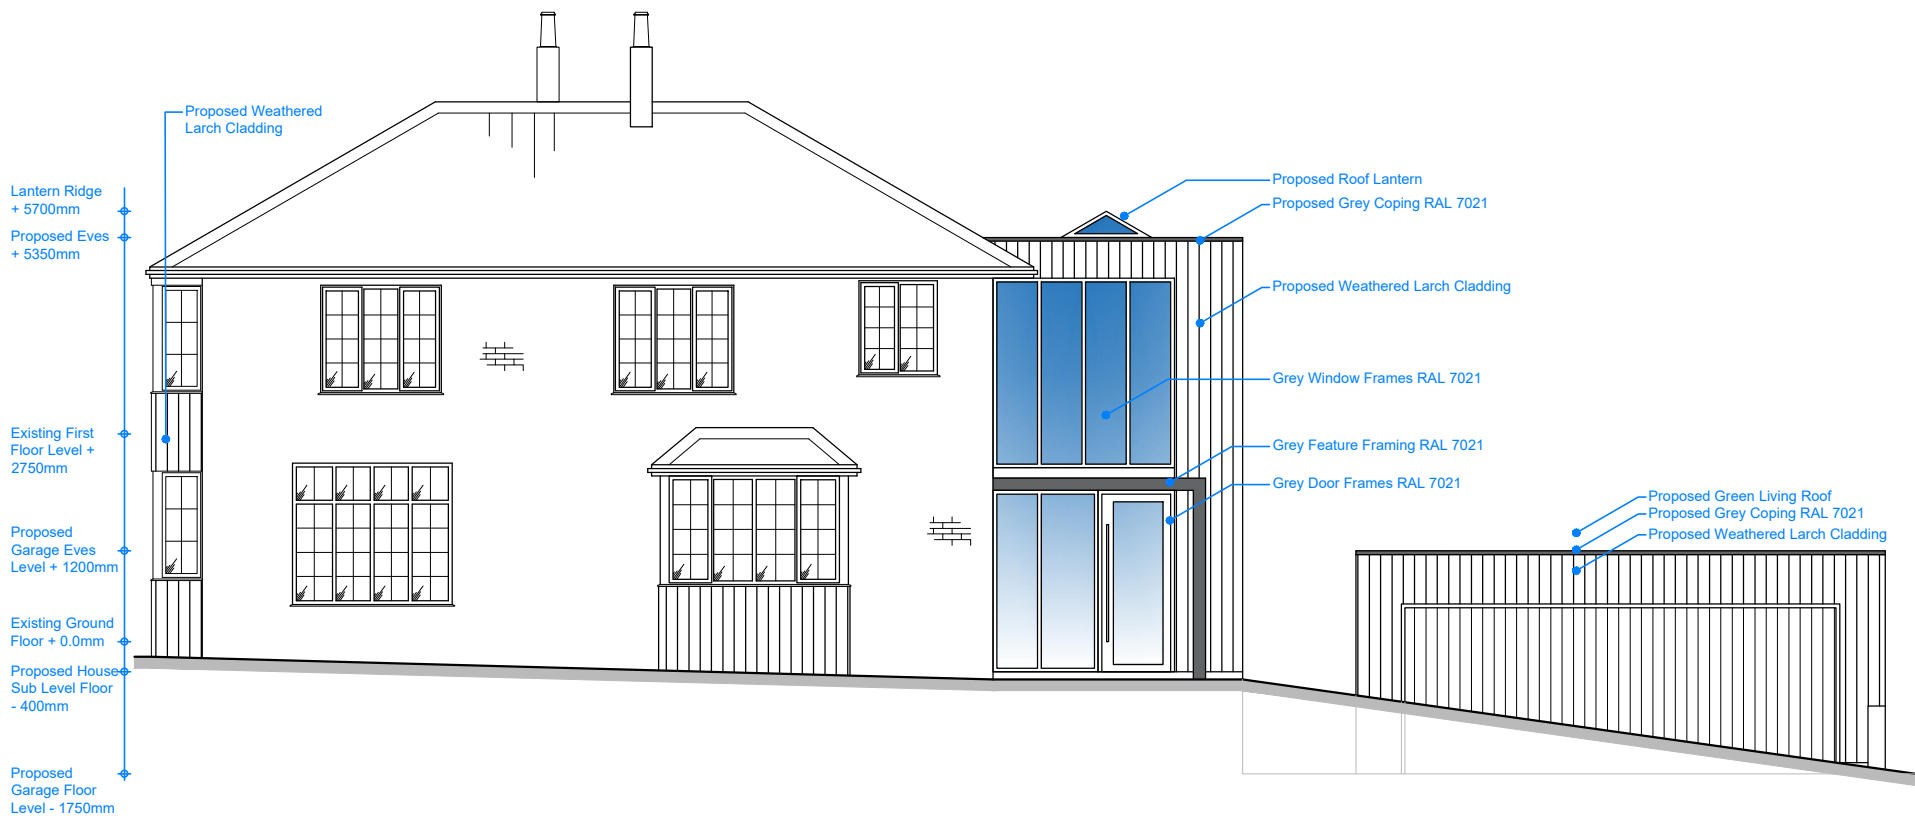 Proposed Weathered
Larch Cladding
Lantern Ridge
+ 5700mm
Proposed Eves
+ 5350mm
Existing First
Floor Level +
2750mm
Proposed
Garage Eves
Level + 1200mm
Existing Ground
Floor + 0.0mm
Proposed House
Sub Level Floor
- 400mm
Proposed
Garage Floor
Level - 1750mm
Proposed Roof Lantern
Proposed Grey Coping RAL 7021
Proposed Weathered Larch Cladding
Grey Window Frames RAL 7021
Grey Feature Framing RAL 7021
Grey Door Frames RAL 7021
Proposed Green Living Roof
Proposed Grey Coping RAL 7021
Proposed Weathered Larch Cladding